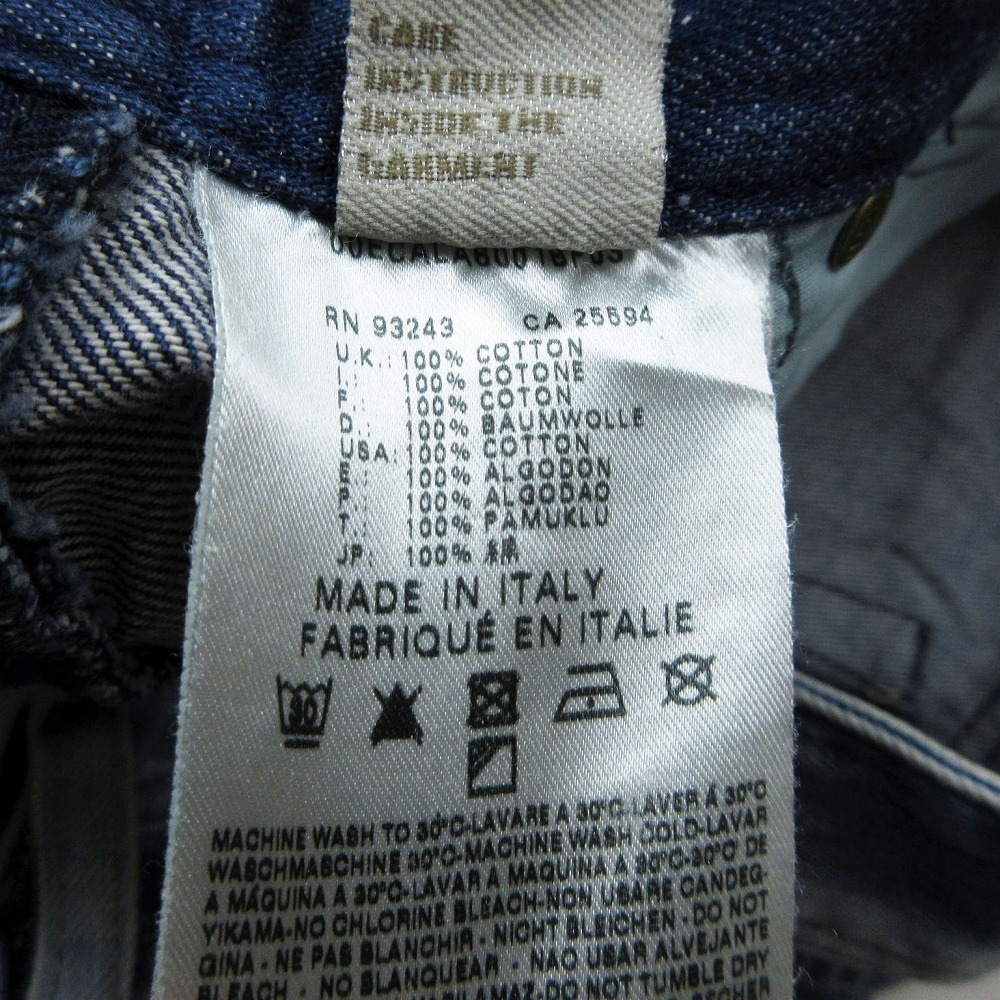 CARE
INSTRUCTION
INSIDE THE
GARMENT
RN 93243 CA 25594
U.K.: 100% COTTON
I.: 100% COTONE
F.: 100% COTON
D.: 100% BAUMWOLLE
USA: 100% COTTON
E.: 100% ALGODON
P.: 100% ALGODAO
T.: 100% PAMUKLU
JP: 100% 綿
MADE IN ITALY
FABRIQUÉ EN ITALIE
30
MACHINE WASH TO 30°C-LAVARE A 30°C-LAVER Á 30°C
WASCHMASCHINE 30°C-MACHINE WASH COLD-LAVAR
A MÁQUINA A 30°C-LAVAR A MAQUINA A 30°C-30°C' DE
YIKAMA-NO CHLORINE BLEACH-NON USARE CANDEG-
GINA - NE PAS BLANCHIR - NICHT BLEICHEN - DO NOT
BLEACH - NO BLANQUEAR - NAO USAR ALVEJANTE
DO NOT TUMBLE DRY